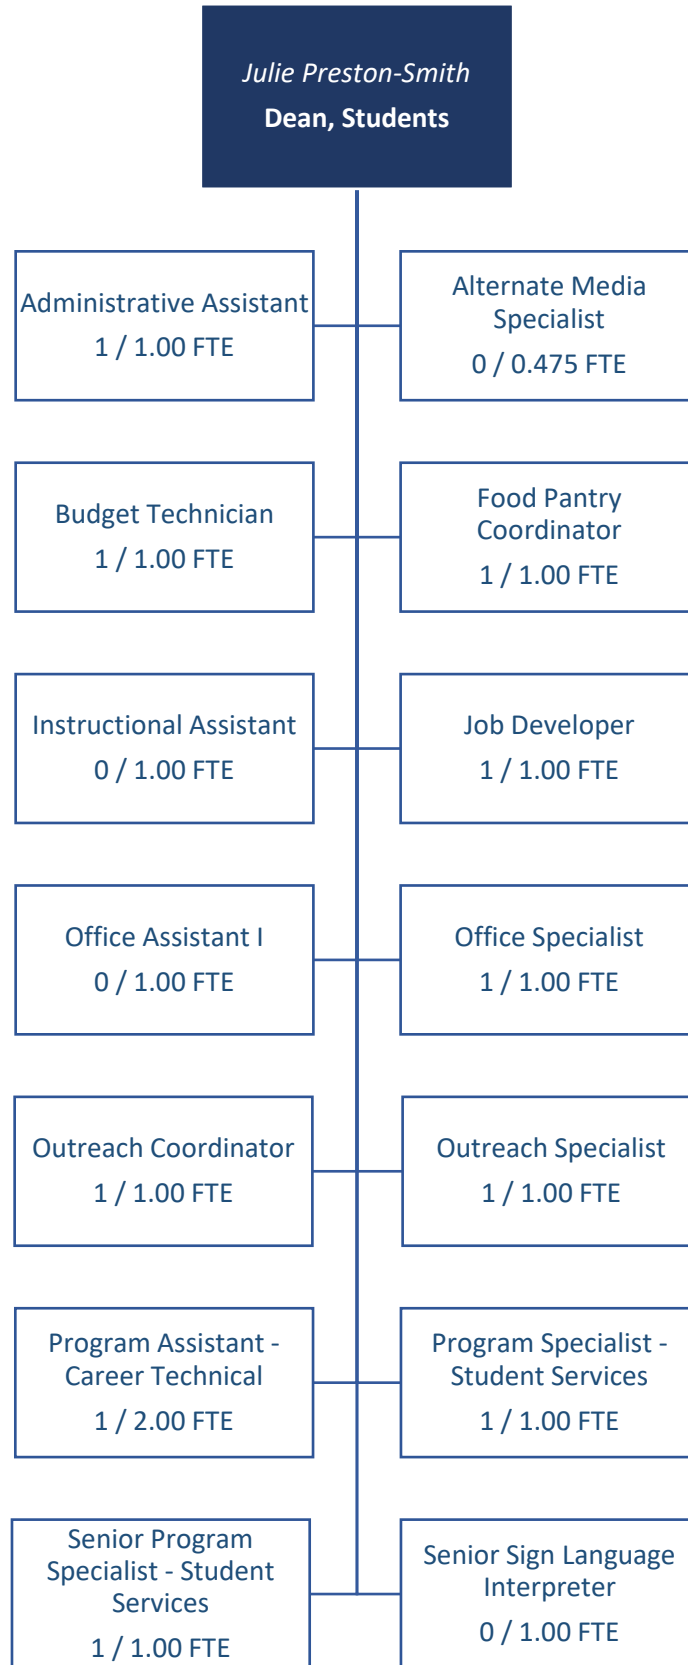 Julie Preston-Smith
Dean, Students
Administrative Assistant
1 / 1.00 FTE
Alternate Media
Specialist
0 / 0.475 FTE
Budget Technician
1 / 1.00 FTE
Food Pantry
Coordinator
1 / 1.00 FTE
Instructional Assistant
0 / 1.00 FTE
Job Developer
1 / 1.00 FTE
Office Assistant I
0 / 1.00 FTE
Office Specialist
1 / 1.00 FTE
Outreach Coordinator
1 / 1.00 FTE
Outreach Specialist
1 / 1.00 FTE
Program Assistant -
Career Technical
1 / 2.00 FTE
Program Specialist -
Student Services
1 / 1.00 FTE
Senior Program
Specialist - Student
Services
1 / 1.00 FTE
Senior Sign Language
Interpreter
0 / 1.00 FTE